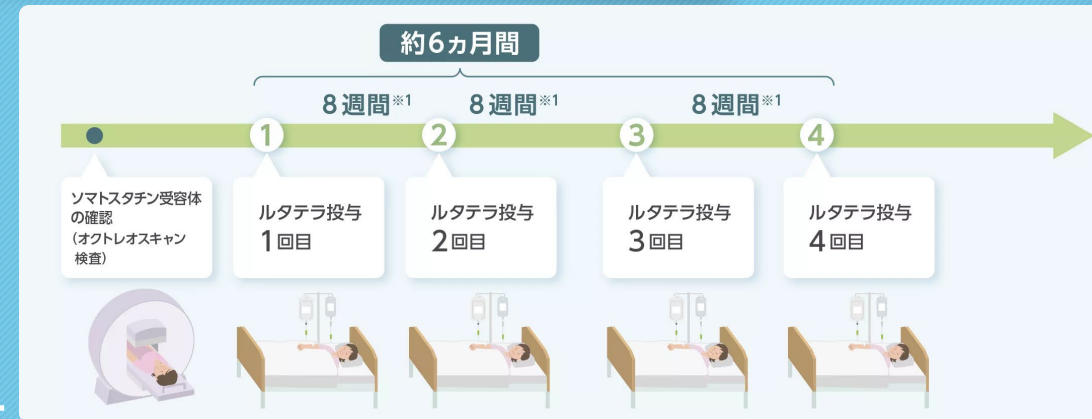 約6ヵ月間
8週間※1
8週間※1
8週間※1
1
2
3
4
ソマトスタチン受容体
の確認
(オクトレオスキャン
検査)
ルタテラ投与
1回目
ルタテラ投与
2回目
ルタテラ投与
3回目
ルタテラ投与
4回目